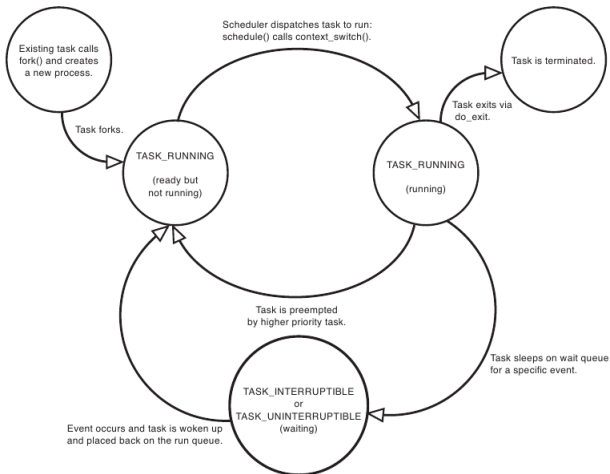 Scheduler dispatches task to run:
schedule() calls context_switch().
Existing task calls
fork() and creates
a new process.
Task is terminated.
Task forks.
Task exits via
do_exit.
TASK_RUNNING
(ready but
not running)
TASK_RUNNING
(running)
Task is preempted
by higher priority task.
Task sleeps on wait queue
for a specific event.
TASK_INTERRUPTIBLE
or
TASK_UNINTERRUPTIBLE
(waiting)
Event occurs and task is woken up
and placed back on the run queue.